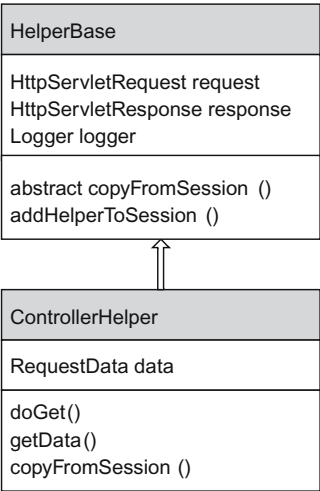 HelperBase
HttpServletRequest request
HttpServletResponse response
Logger logger
abstract copyFromSession ()
addHelperToSession ()
ControllerHelper
RequestData data
doGet()
getData()
copyFromSession ()